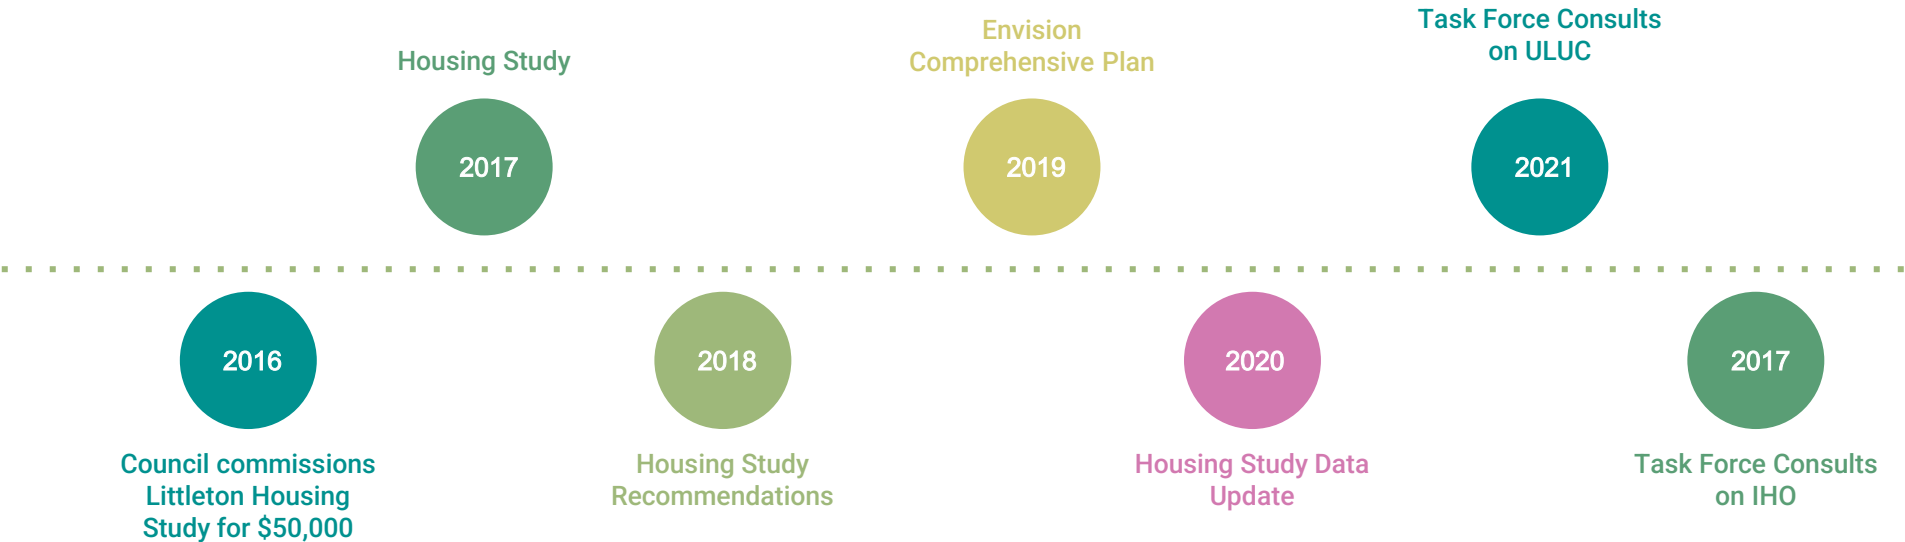 2016
Council commissions
Littleton Housing
Study for $50,000
Housing Study
2017
2018
Housing Study
Recommendations
Envision
Comprehensive Plan
2019
2020
Housing Study Data
Update
Task Force Consults
on ULUC
2021
2017
Task Force Consults
on IHO